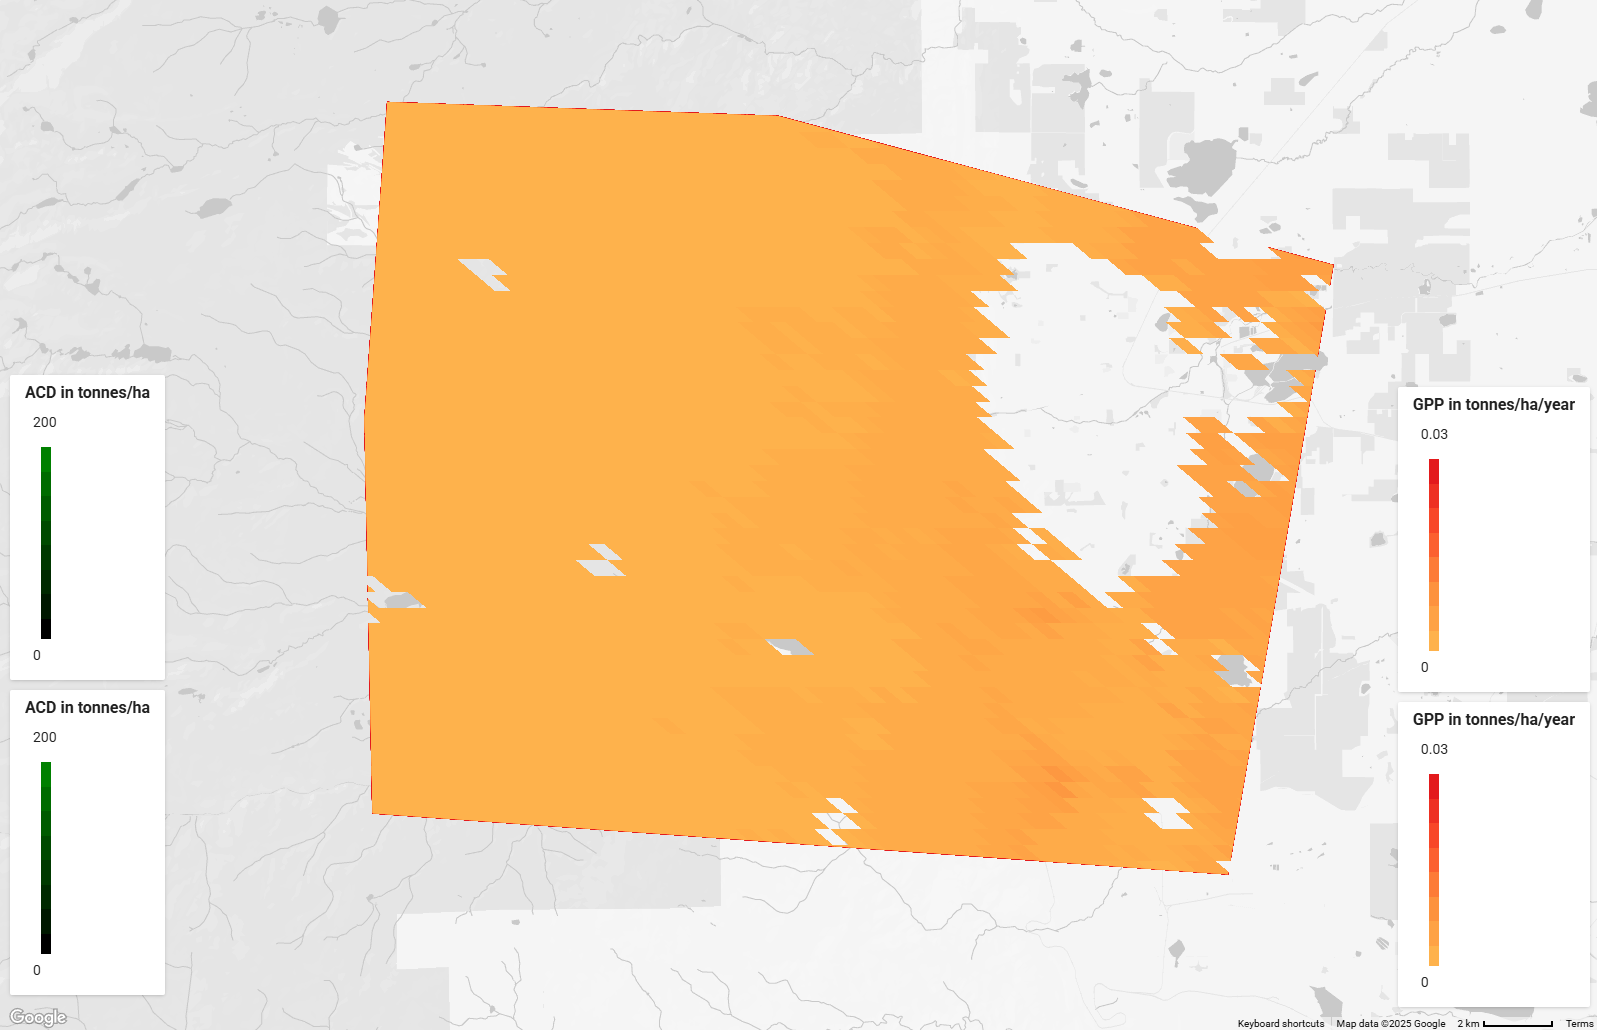 ACD in tonnes/ha
200
0
ACD in tonnes/ha
200
0
GPP in tonnes/ha/year
0.03
0
GPP in tonnes/ha/year
0.03
0
Google
Keyboard shortcuts Map data ©2025 Google 2 km Terms